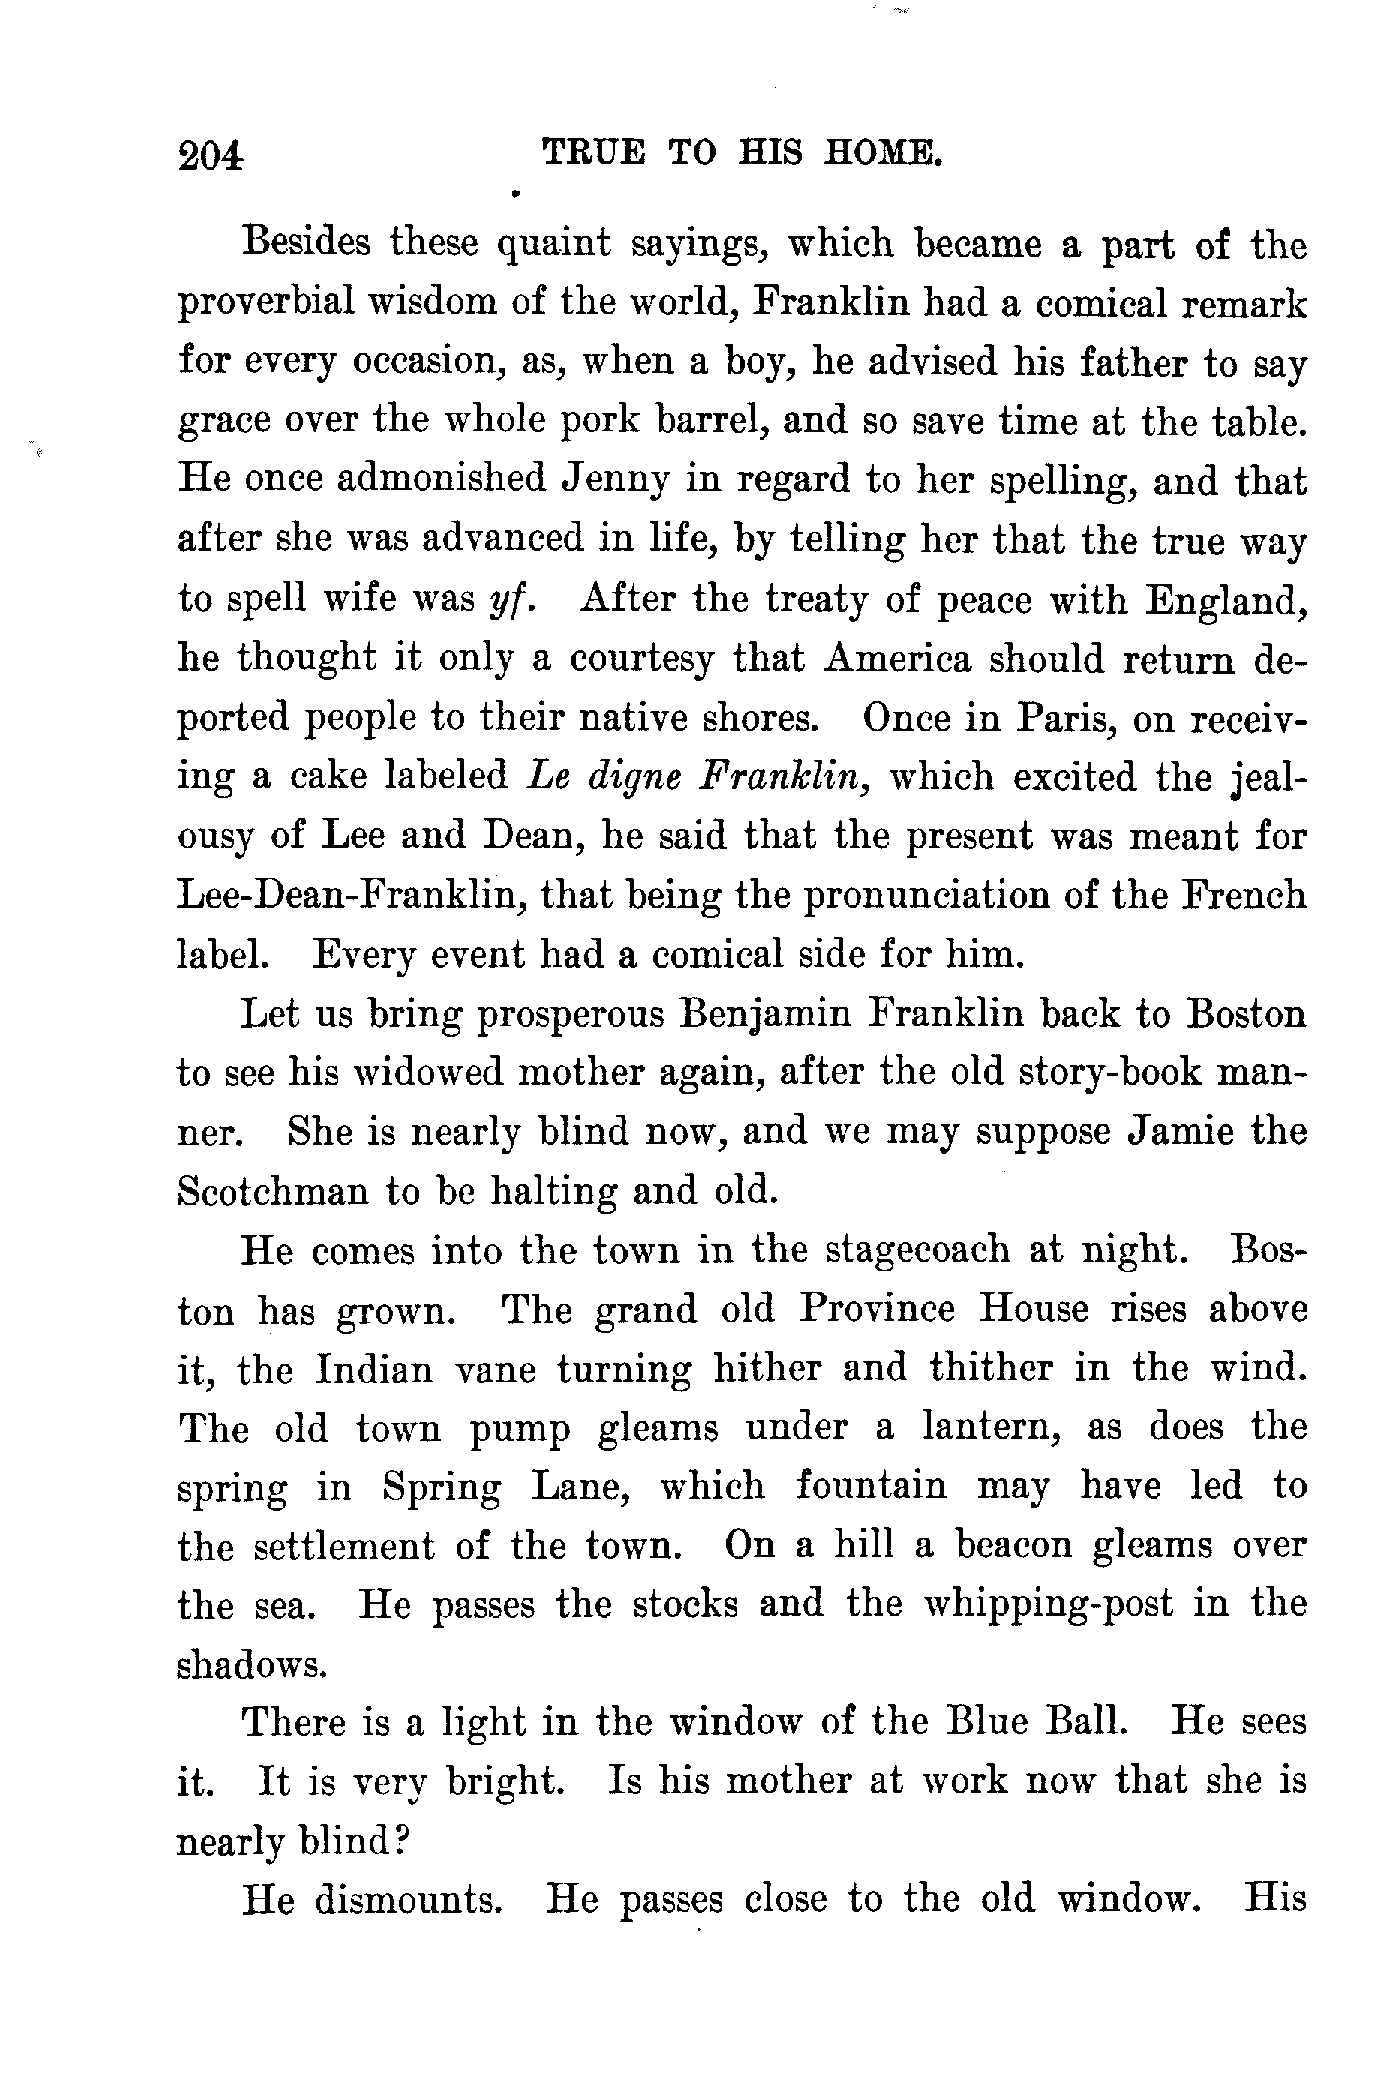 204 TRUE TO HIS HOME.
Besides these quaint sayings, which became a part of the
proverbial wisdom of the world, Franklin had a comical remark
for every occasion, as, when a boy, he advised his father to say
grace over the whole pork barrel, and so save time at the table.
He once admonished Jenny in regard to her spelling, and that
after she was advanced in life, by telling her that the true way
to spell wife was yf. After the treaty of peace with England,
he thought it only a courtesy that America should return de-
ported people to their native shores. Once in Paris, on receiv-
ing a cake labeled Le digne Franklin, which excited the jeal-
ousy of Lee and Dean, he said that the present was meant for
Lee-Dean-Franklin, that being the pronunciation of the French
label. Every event had a comical side for him.
Let us bring prosperous Benjamin Franklin back to Boston
to see his widowed mother again, after the old story-book man-
ner. She is nearly blind now, and we may suppose Jamie the
Scotchman to be halting and old.
He comes into the town in the stagecoach at night. Bos-
ton has grown. The grand old Province House rises above
it, the Indian vane turning hither and thither in the wind.
The old town pump gleams under a lantern, as does the
spring in Spring Lane, which fountain may have led to
the settlement of the town. On a hill a beacon gleams over
the sea. He passes the stocks and the whipping-post in the
shadows.
There is a light in the window of the Blue Ball. He sees
it. It is very bright. Is his mother at work now that she is
nearly blind?
He dismounts. He passes close to the old window. His